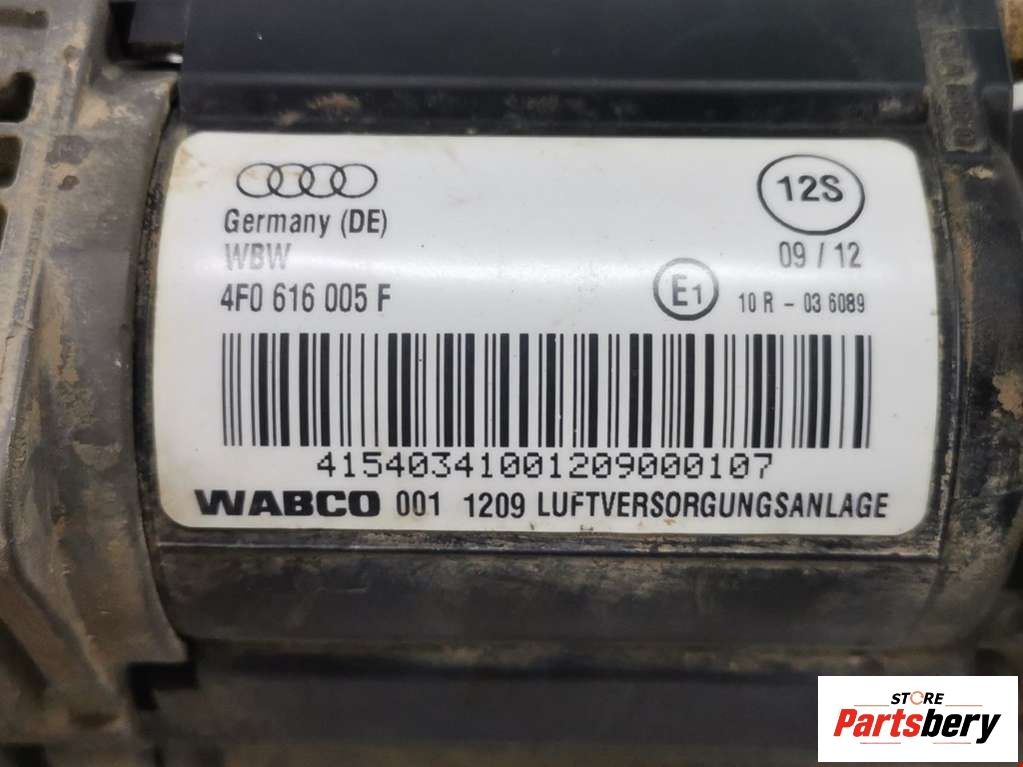 12S
Germany (DE)
WBW
09 / 12
4F0 616 005 F
E1
10 R - 03 6089
41540341001209000107
WABCO 001 1209 LUFTVERSORGUNGSANLAGE
STORE
Partsbery